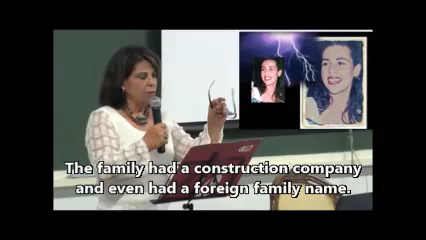 The family had a construction company
and even had a foreign family name.